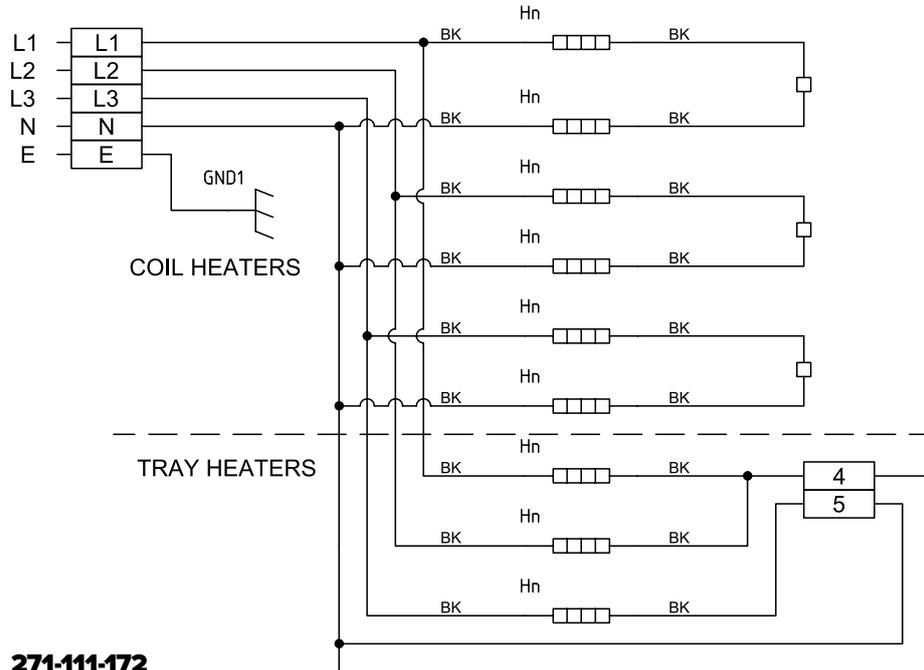 Hn
L1 L1 BK BK
L2 L2
L3 L3
Hn
N N BK BK
E E
Hn
GND1
BK BK
Hn
COIL HEATERS BK BK
Hn
BK BK
Hn
BK BK
Hn
TRAY HEATERS BK BK 4
5
Hn
BK BK
Hn
BK BK
271-111-172